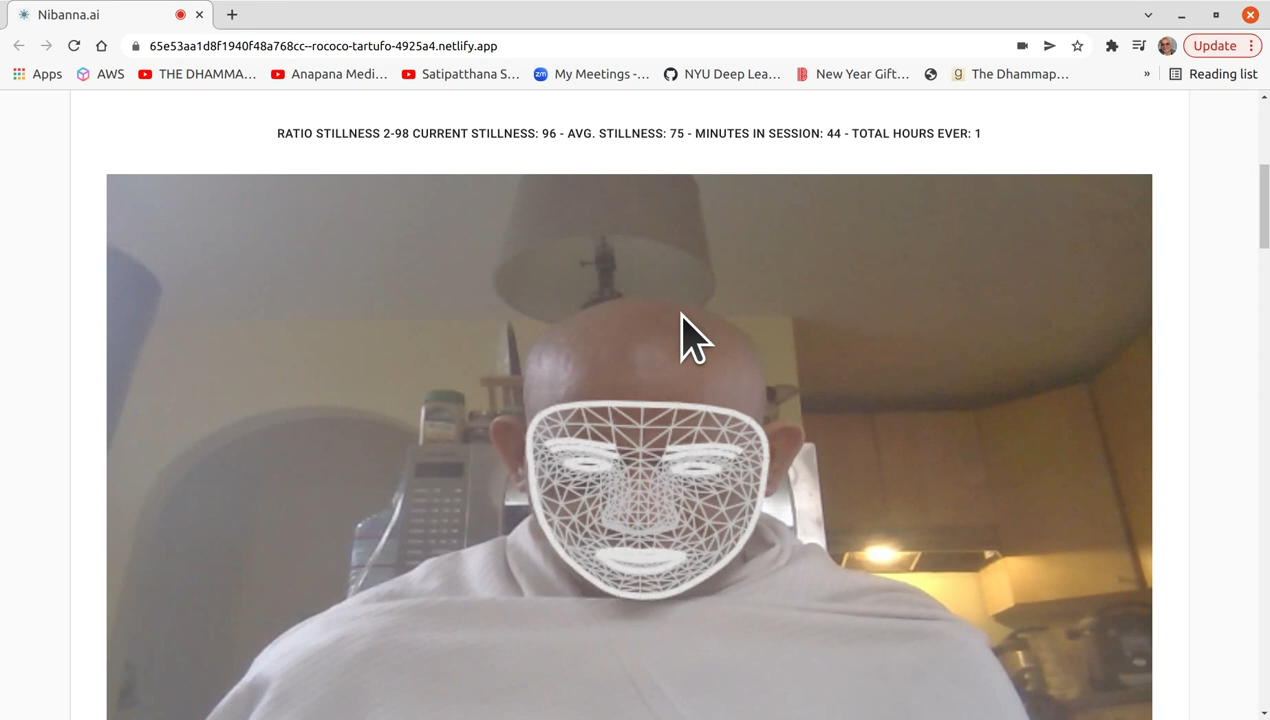 Nibanna.ai
65e53aa1d8f1940f48a768cc--rococo-tartufo-4925a4.netlify.app
Update
Apps AWS THE DHAMMA... Anapana Medi... Satipatthana S... My Meetings -... NYU Deep Lea... New Year Gift... The Dhammap... » Reading list
RATIO STILLNESS 2-98 CURRENT STILLNESS: 96 - AVG. STILLNESS: 75 - MINUTES IN SESSION: 44 - TOTAL HOURS EVER: 1